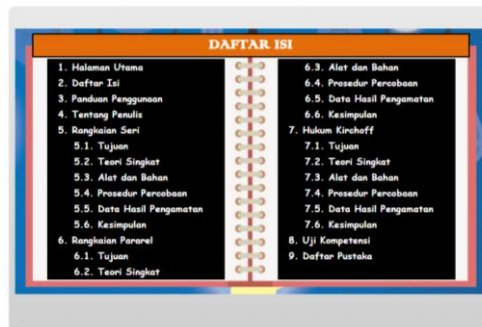 DAFTAR ISI
1. Halaman Utama
2. Daftar Isi
3. Panduan Penggunaan
4. Tentang Penulis
5. Rangkaian Seri
5.1. Tujuan
5.2. Teori Singkat
5.3. Alat dan Bahan
5.4. Prosedur Percobaan
5.5. Data Hasil Pengamatan
5.6. Kesimpulan
6. Rangkaian Pararel
6.1. Tujuan
6.2. Teori Singkat
6.3. Alat dan Bahan
6.4. Prosedur Percobaan
6.5. Data Hasil Pengamatan
6.6. Kesimpulan
7. Hukum Kirchoff
7.1. Tujuan
7.2. Teori Singkat
7.3. Alat dan Bahan
7.4. Prosedur Percobaan
7.5. Data Hasil Pengamatan
7.6. Kesimpulan
8. Uji Kompetensi
9. Daftar Pustaka